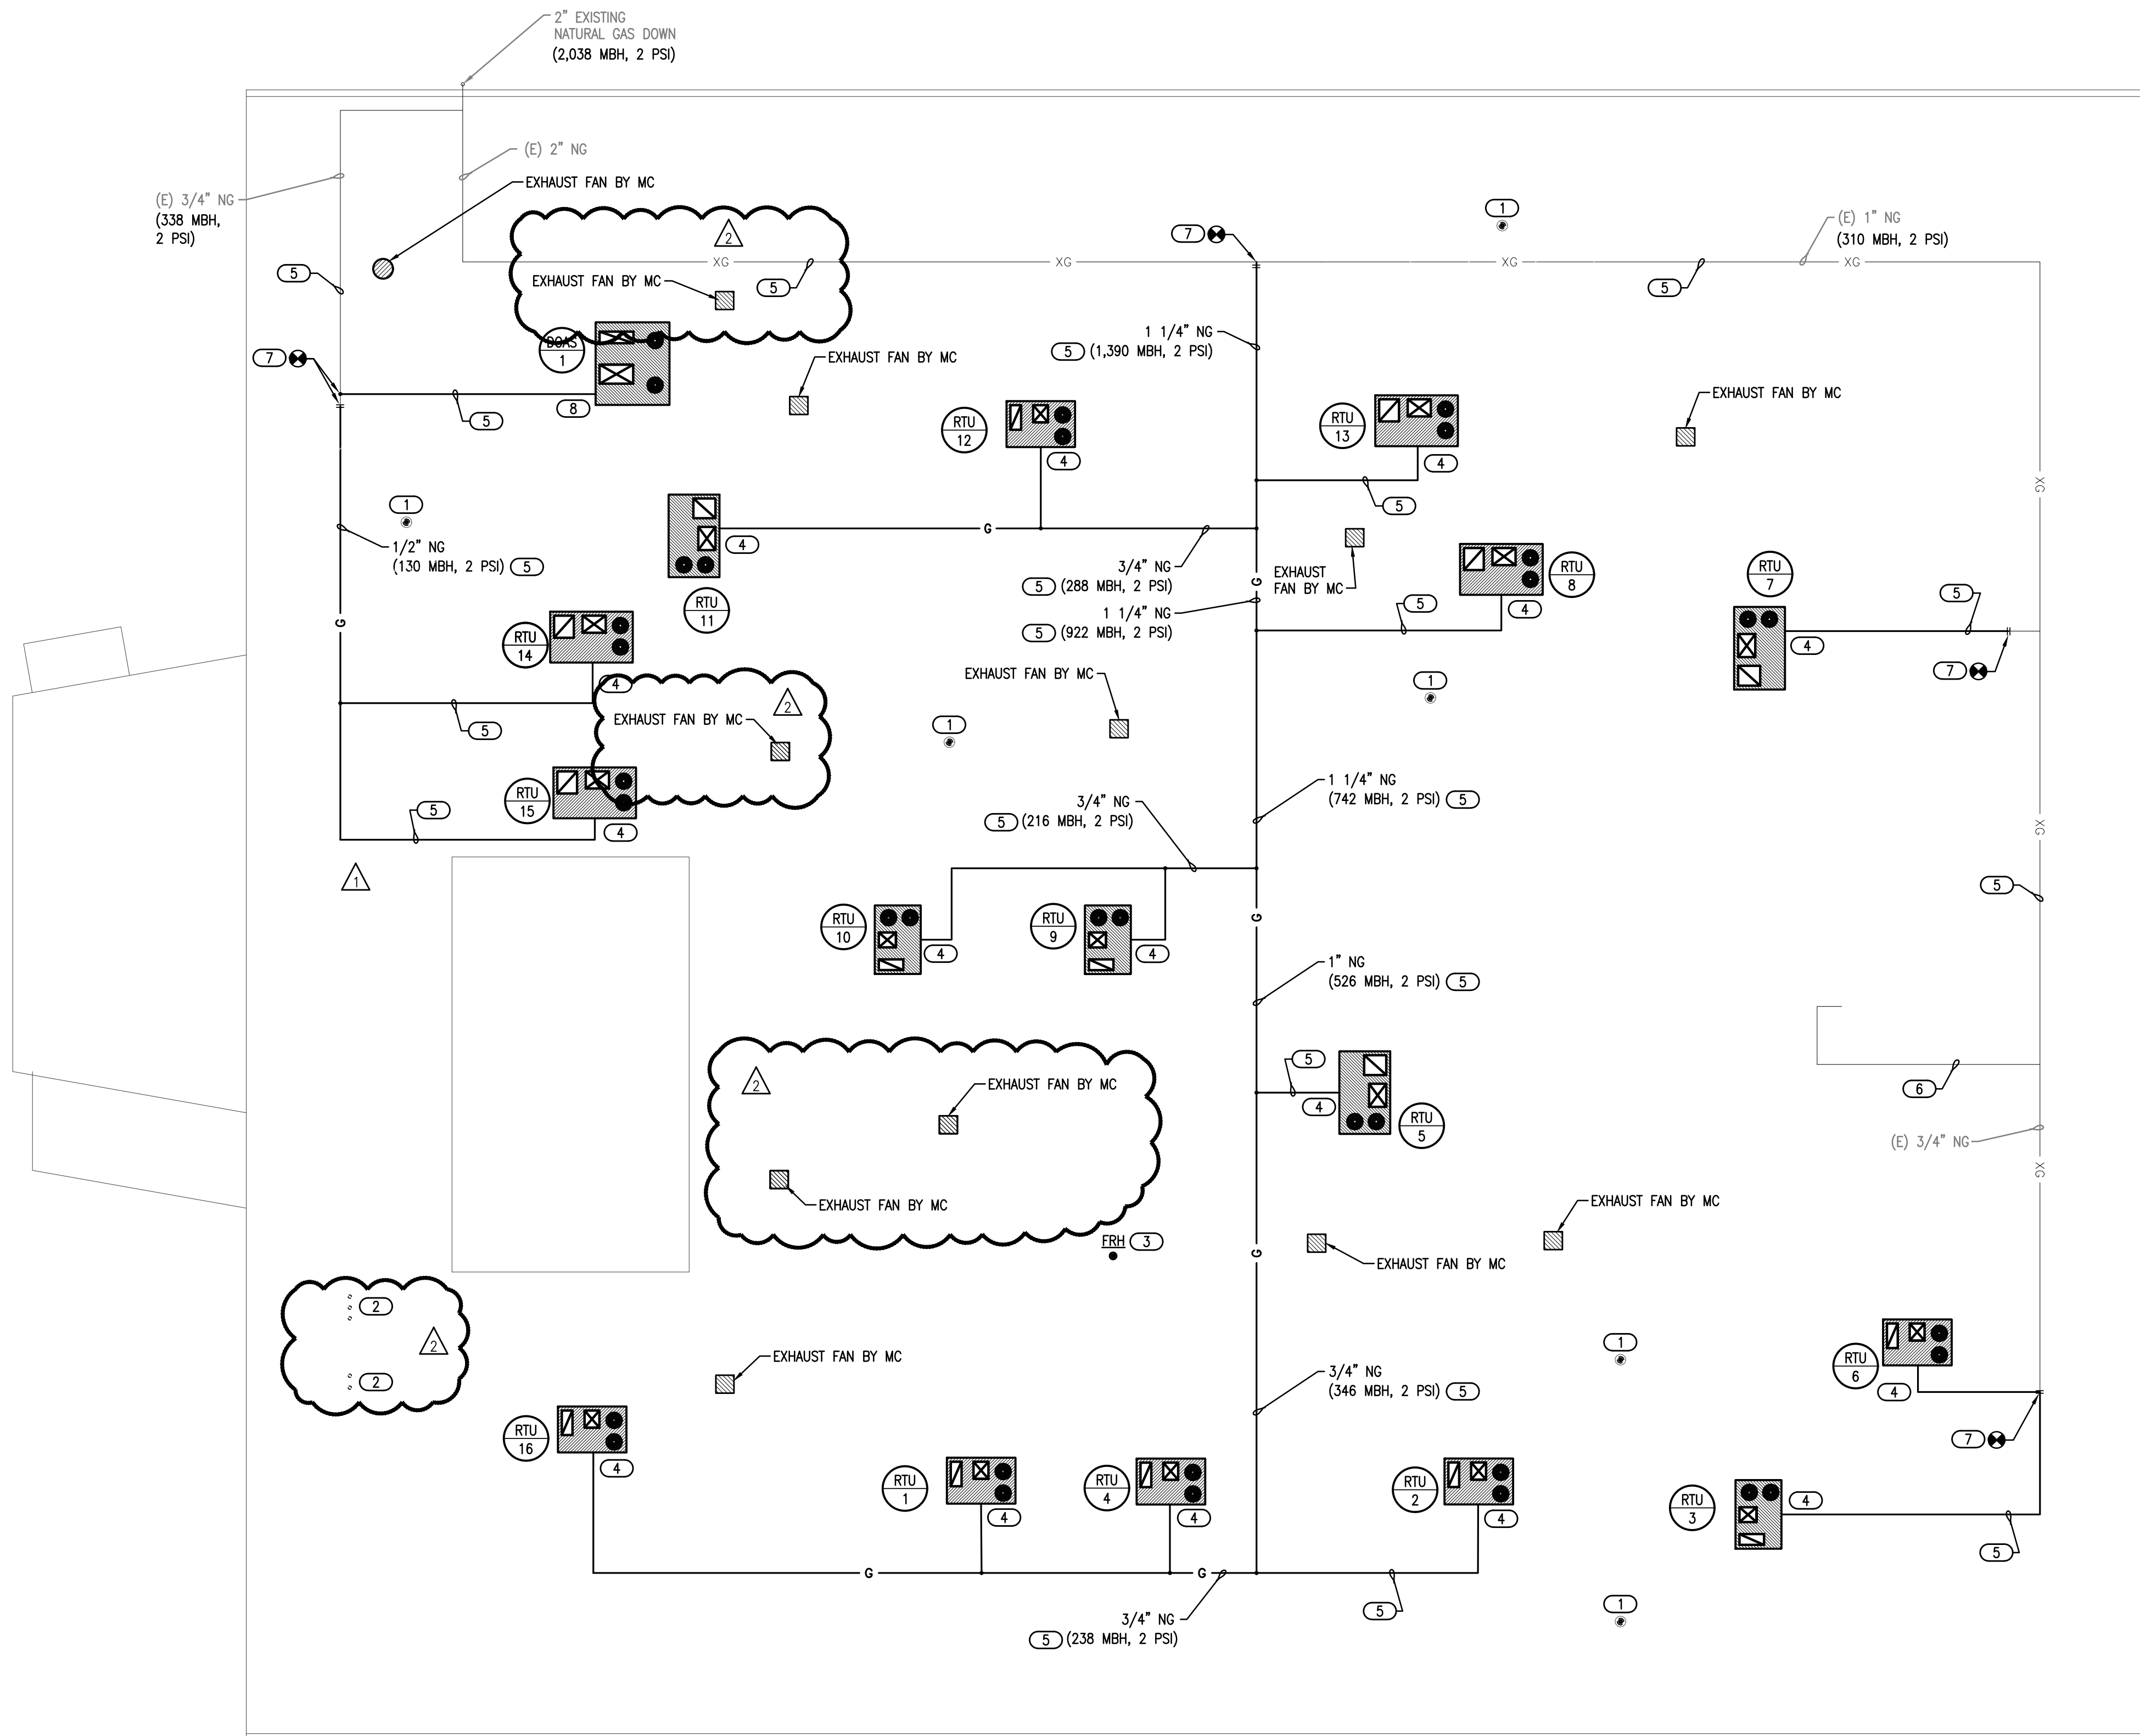 2" EXISTING
NATURAL GAS DOWN
(2,038 MBH, 2 PSI)
(E) 2" NG
EXHAUST FAN BY MC
(E) 3/4" NG
(338 MBH,
2 PSI)
2
XG
XG
XG
XG
EXHAUST FAN BY MC
5
5
7
1
(E) 1" NG
(310 MBH, 2 PSI)
5
DOAS
1
8
7
5
EXHAUST FAN BY MC
1 1/4" NG
5 (1,390 MBH, 2 PSI)
RTU
12
4
RTU
13
4
5
EXHAUST FAN BY MC
XG
1
1/2" NG
(130 MBH, 2 PSI) 5
G
4
RTU
11
G
3/4" NG
5 (288 MBH, 2 PSI)
G
1 1/4" NG
5 (922 MBH, 2 PSI)
EXHAUST
FAN BY MC
RTU
8
4
5
RTU
7
4
5
7
RTU
14
4
5
2
EXHAUST FAN BY MC
EXHAUST FAN BY MC
1
1
RTU
15
4
5
1
1 1/4" NG
(742 MBH, 2 PSI) 5
3/4" NG
5 (216 MBH, 2 PSI)
XG
5
RTU
10
4
RTU
9
4
G
1" NG
(526 MBH, 2 PSI) 5
2
EXHAUST FAN BY MC
EXHAUST FAN BY MC
5
4
RTU
5
6
(E) 3/4" NG
XG
FRH 3
G
EXHAUST FAN BY MC
EXHAUST FAN BY MC
2
2
2
EXHAUST FAN BY MC
3/4" NG
(346 MBH, 2 PSI) 5
1
RTU
6
4
7
RTU
16
4
RTU
1
4
RTU
4
4
RTU
2
4
RTU
3
4
5
G
G
5
3/4" NG
5 (238 MBH, 2 PSI)
1